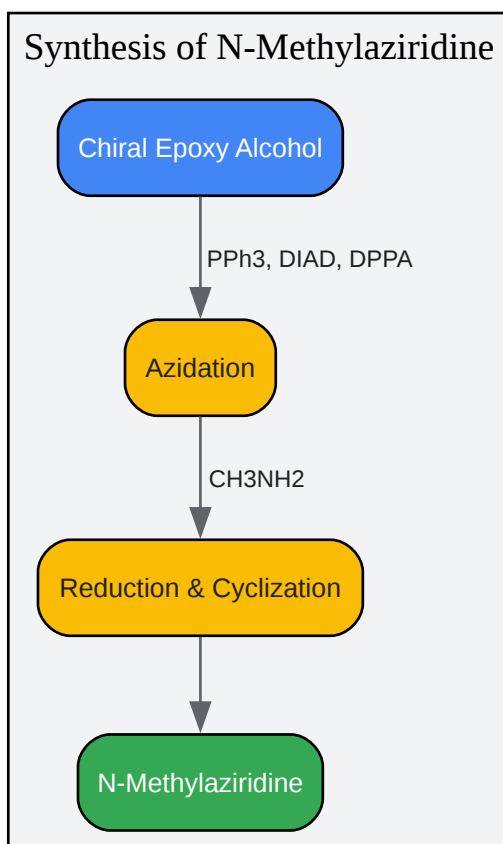 Synthesis of N-Methylaziridine
Chiral Epoxy Alcohol
PPh3, DIAD, DPPA
Azidation
CH3NH2
Reduction & Cyclization
N-Methylaziridine